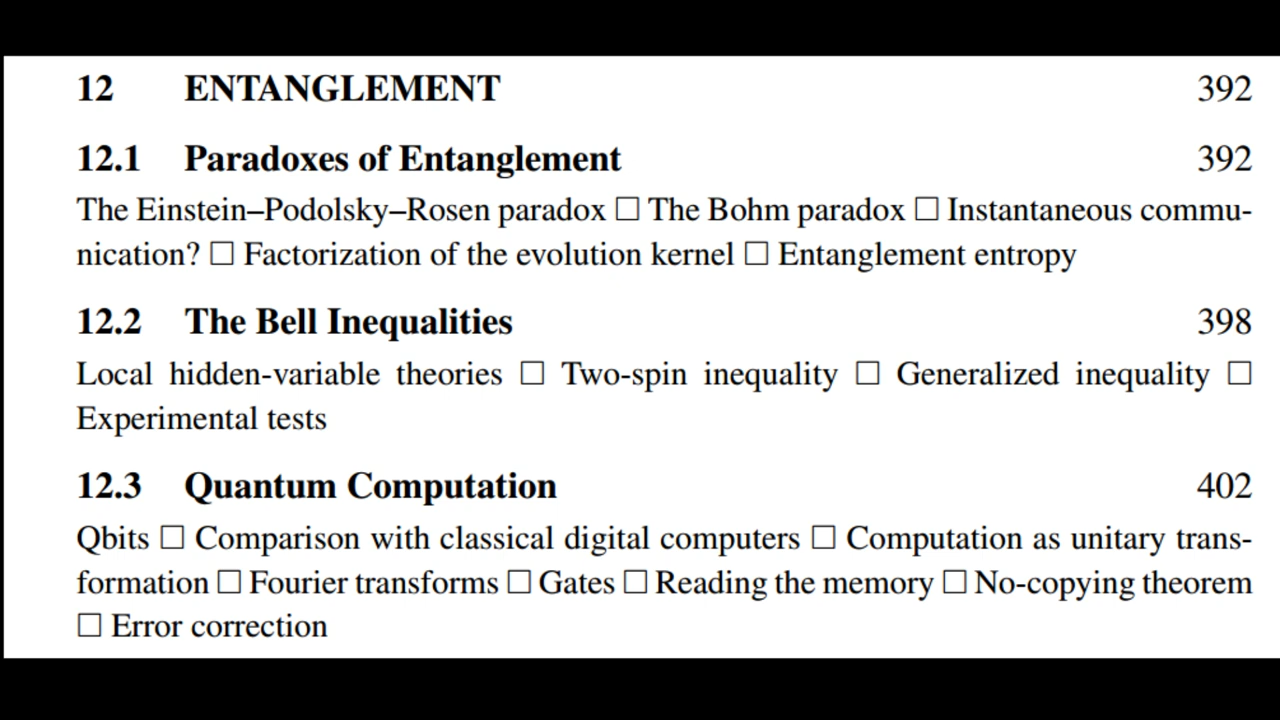 12 ENTANGLEMENT 392
12.1 Paradoxes of Entanglement 392
The Einstein–Podolsky–Rosen paradox □ The Bohm paradox □ Instantaneous commu-
nication? □ Factorization of the evolution kernel □ Entanglement entropy
12.2 The Bell Inequalities 398
Local hidden-variable theories □ Two-spin inequality □ Generalized inequality □
Experimental tests
12.3 Quantum Computation 402
Qbits □ Comparison with classical digital computers □ Computation as unitary trans-
formation □ Fourier transforms □ Gates □ Reading the memory □ No-copying theorem
□ Error correction